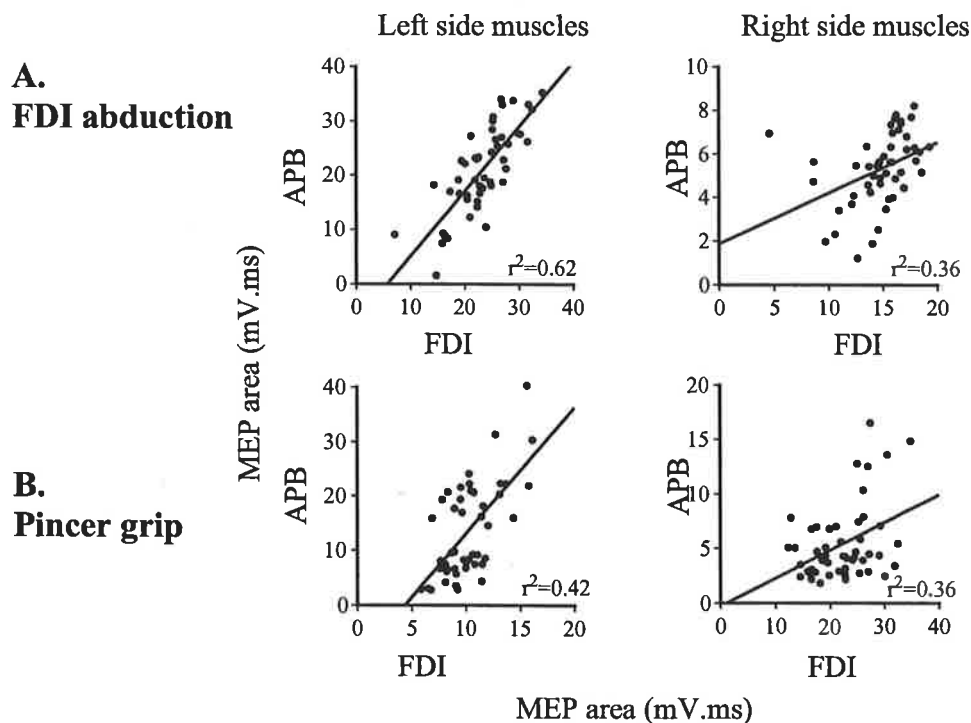 Left side muscles
Right side muscles
A.
FDI abduction
40
30
20
10
0
APB
r²=0.62
0 10 20 30 40
FDI
10
8
6
4
2
0
APB
r²=0.36
0 5 10 15 20
FDI
MEP area (mV.ms)
B.
Pincer grip
40
30
20
10
0
APB
r²=0.42
0 5 10 15 20
FDI
20
15
10
5
0
APB
r²=0.36
0 10 20 30 40
FDI
MEP area (mV.ms)